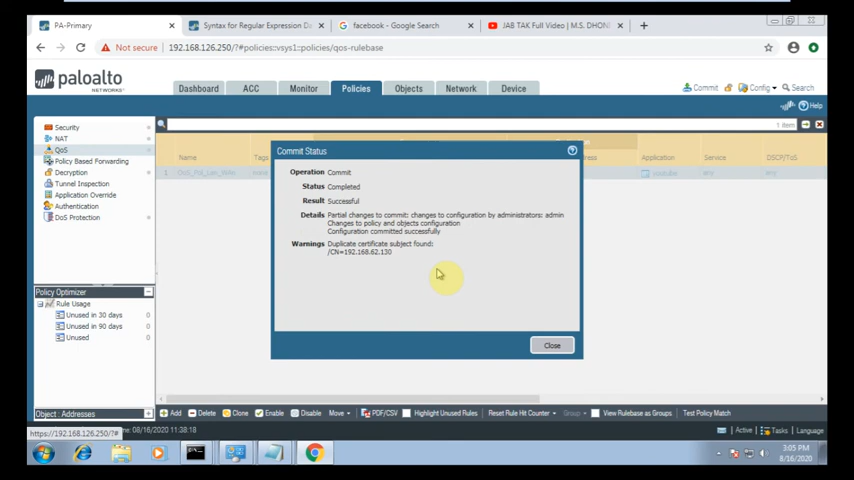 PA-Primary
Syntax for Regular Expression Da
facebook - Google Search
JAB TAK Full Video | M.S. DHON
Not secure
192.168.126.250/?#policies::vsys1::policies/qos-rulebase
paloalto
NETWORKS
Dashboard
ACC
Monitor
Policies
Objects
Network
Device
Commit
Config
Search
Help
1 item
Security
NAT
QoS
Policy Based Forwarding
Decryption
Tunnel Inspection
Application Override
Authentication
DoS Protection
Name
Tags
Application
Service
DSCP/ToS
1
youtube
any
any
Commit Status
Operation Commit
Status Completed
Result Successful
Details Partial changes to commit: changes to configuration by administrators: admin
Changes to policy and objects configuration
Configuration committed successfully
Warnings Duplicate certificate subject found:
/CN=192.168.62.130
Close
Policy Optimizer
Rule Usage
Unused in 30 days 0
Unused in 90 days 0
Unused 0
Object: Addresses
Add
Delete
Clone
Enable
Disable
Move
PDF/CSV
Highlight Unused Rules
Reset Rule Hit Counter
Group
View Rulebase as Groups
Test Policy Match
https://192.168.126.250/?#
08/16/2020 11:38:18
Active
Tasks
Language
3:05 PM
8/16/2020